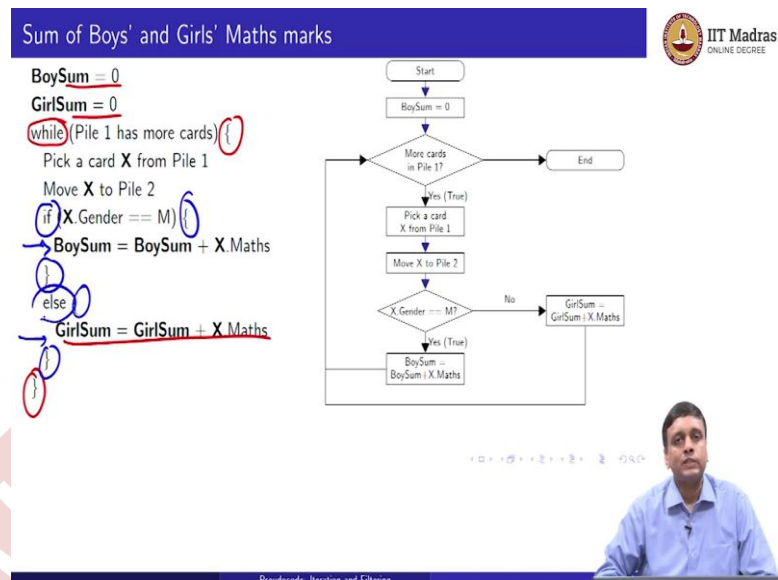 Sum of Boys' and Girls' Maths marks
IIT Madras
ONLINE DEGREE
BoySum = 0
GirlSum = 0
while (Pile 1 has more cards) {
Pick a card X from Pile 1
Move X to Pile 2
if (X.Gender == M) {
BoySum = BoySum + X.Maths
}
else {
GirlSum = GirlSum + X.Maths
}
}
Start
BoySum = 0
More cards
in Pile 1?
End
Yes (True)
Pick a card
X from Pile 1
Move X to Pile 2
X.Gender == M?
No
GirlSum =
GirlSum+X.Maths
Yes (True)
BoySum =
BoySum+X.Maths
Pseudocode: Iteration and Filtering